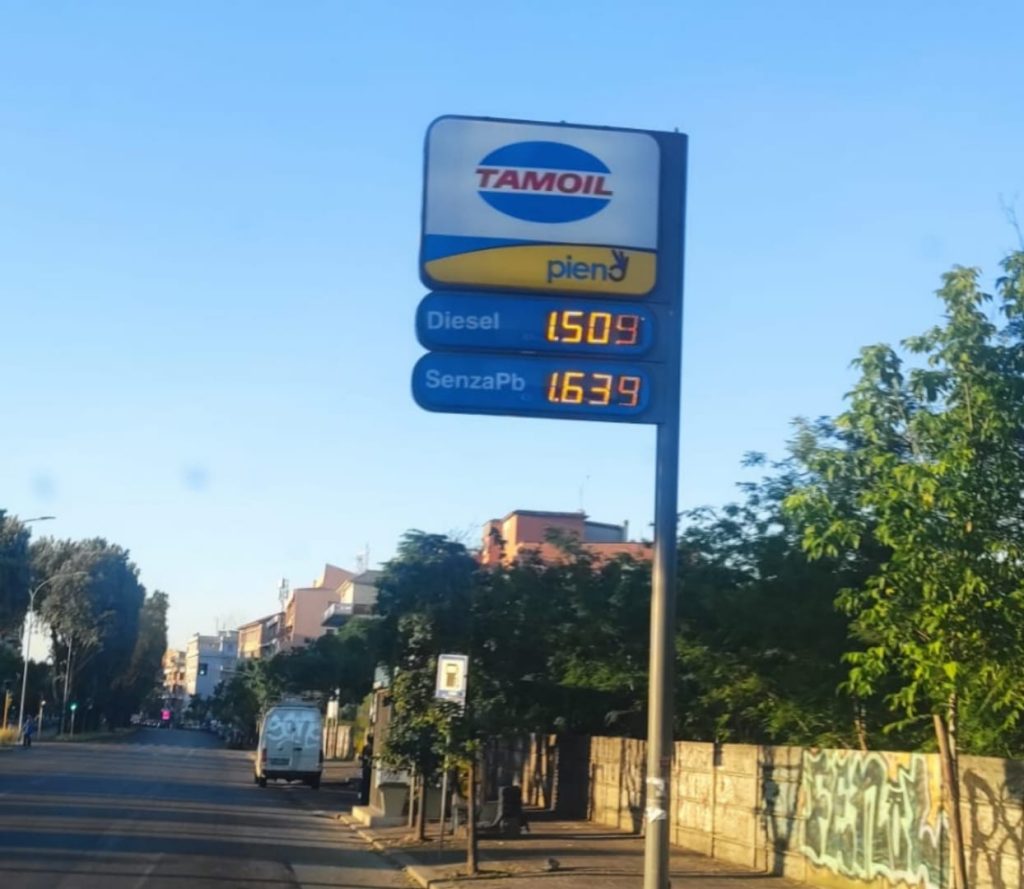 TAMOIL
pieno
Diesel 1.509
SenzaPb 1.639